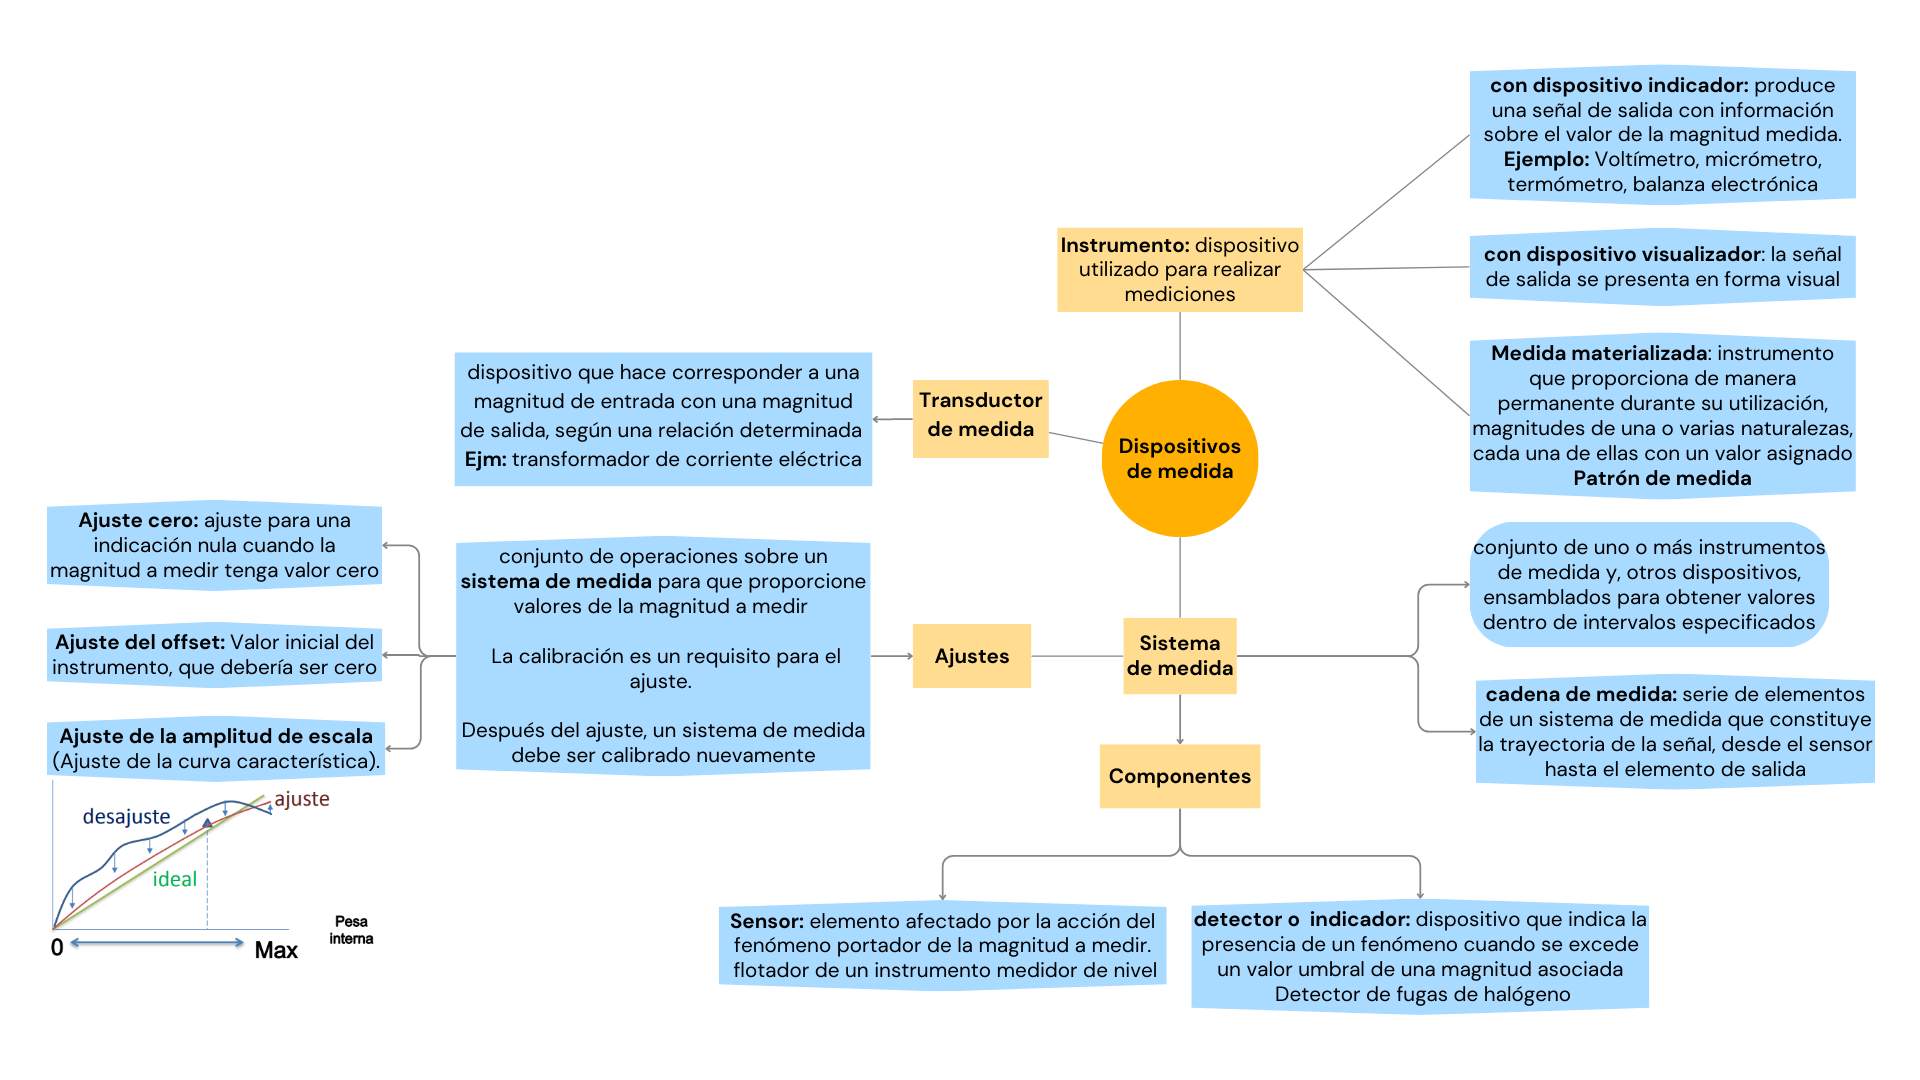 con dispositivo indicador: produce
una señal de salida con información
sobre el valor de la magnitud medida.
Ejemplo: Voltímetro, micrómetro,
termómetro, balanza electrónica
Instrumento: dispositivo
utilizado para realizar
mediciones
con dispositivo visualizador: la señal
de salida se presenta en forma visual
Medida materializada: instrumento
que proporciona de manera
permanente durante su utilización,
magnitudes de una o varias naturalezas,
cada una de ellas con un valor asignado
Patrón de medida
dispositivo que hace corresponder a una
magnitud de entrada con una magnitud
de salida, según una relación determinada
Ejm: transformador de corriente eléctrica
Transductor
de medida
Dispositivos
de medida
Ajuste cero: ajuste para una
indicación nula cuando la
magnitud a medir tenga valor cero
Ajuste del offset: Valor inicial del
instrumento, que debería ser cero
Ajuste de la amplitud de escala
(Ajuste de la curva característica).
conjunto de operaciones sobre un
sistema de medida para que proporcione
valores de la magnitud a medir
La calibración es un requisito para el
ajuste.
Después del ajuste, un sistema de medida
debe ser calibrado nuevamente
Ajustes
Sistema
de medida
conjunto de uno o más instrumentos
de medida y, otros dispositivos,
ensamblados para obtener valores
dentro de intervalos especificados
cadena de medida: serie de elementos
de un sistema de medida que constituye
la trayectoria de la señal, desde el sensor
hasta el elemento de salida
Componentes
ajuste
desajuste
ideal
0
Max
Pesa
interna
Sensor: elemento afectado por la acción del
fenómeno portador de la magnitud a medir.
flotador de un instrumento medidor de nivel
detector o  indicador: dispositivo que indica la
presencia de un fenómeno cuando se excede
un valor umbral de una magnitud asociada
Detector de fugas de halógeno